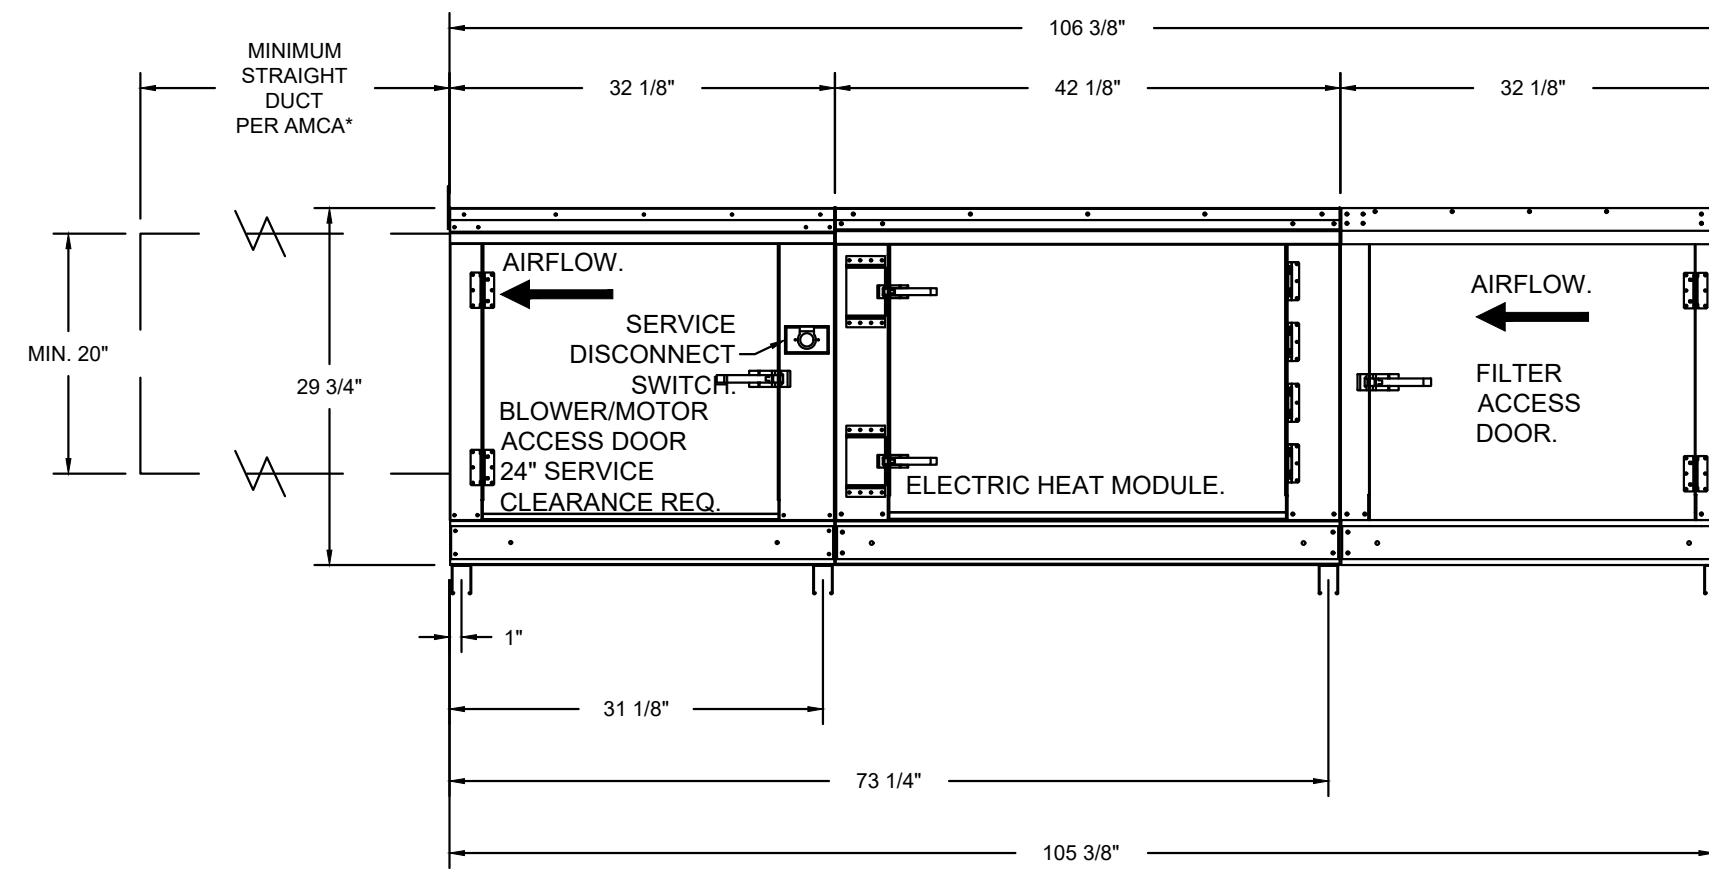 106 3/8"
MINIMUM
STRAIGHT
DUCT
PER AMCA*
32 1/8"
42 1/8"
32 1/8"
AIRFLOW.
AIRFLOW.
SERVICE
DISCONNECT
SWITCH.
MIN. 20"
29 3/4"
BLOWER/MOTOR
ACCESS DOOR
24" SERVICE
CLEARANCE REQ.
ELECTRIC HEAT MODULE.
FILTER
ACCESS
DOOR.
1"
31 1/8"
73 1/4"
105 3/8"